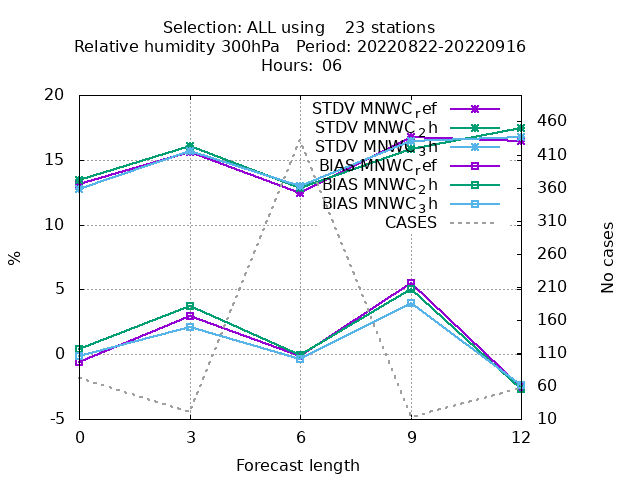 Selection: ALL using    23 stations
Relative humidity 300hPa   Period: 20220822-20220916
Hours:  06
STDV MNWC_ref
STDV MNWC_2h
STDV MNWC_3h
BIAS MNWC_ref
BIAS MNWC_2h
BIAS MNWC_3h
CASES
20
15
10
5
0
-5
%
460
410
360
310
260
210
160
110
60
10
No cases
0 3 6 9 12
Forecast length